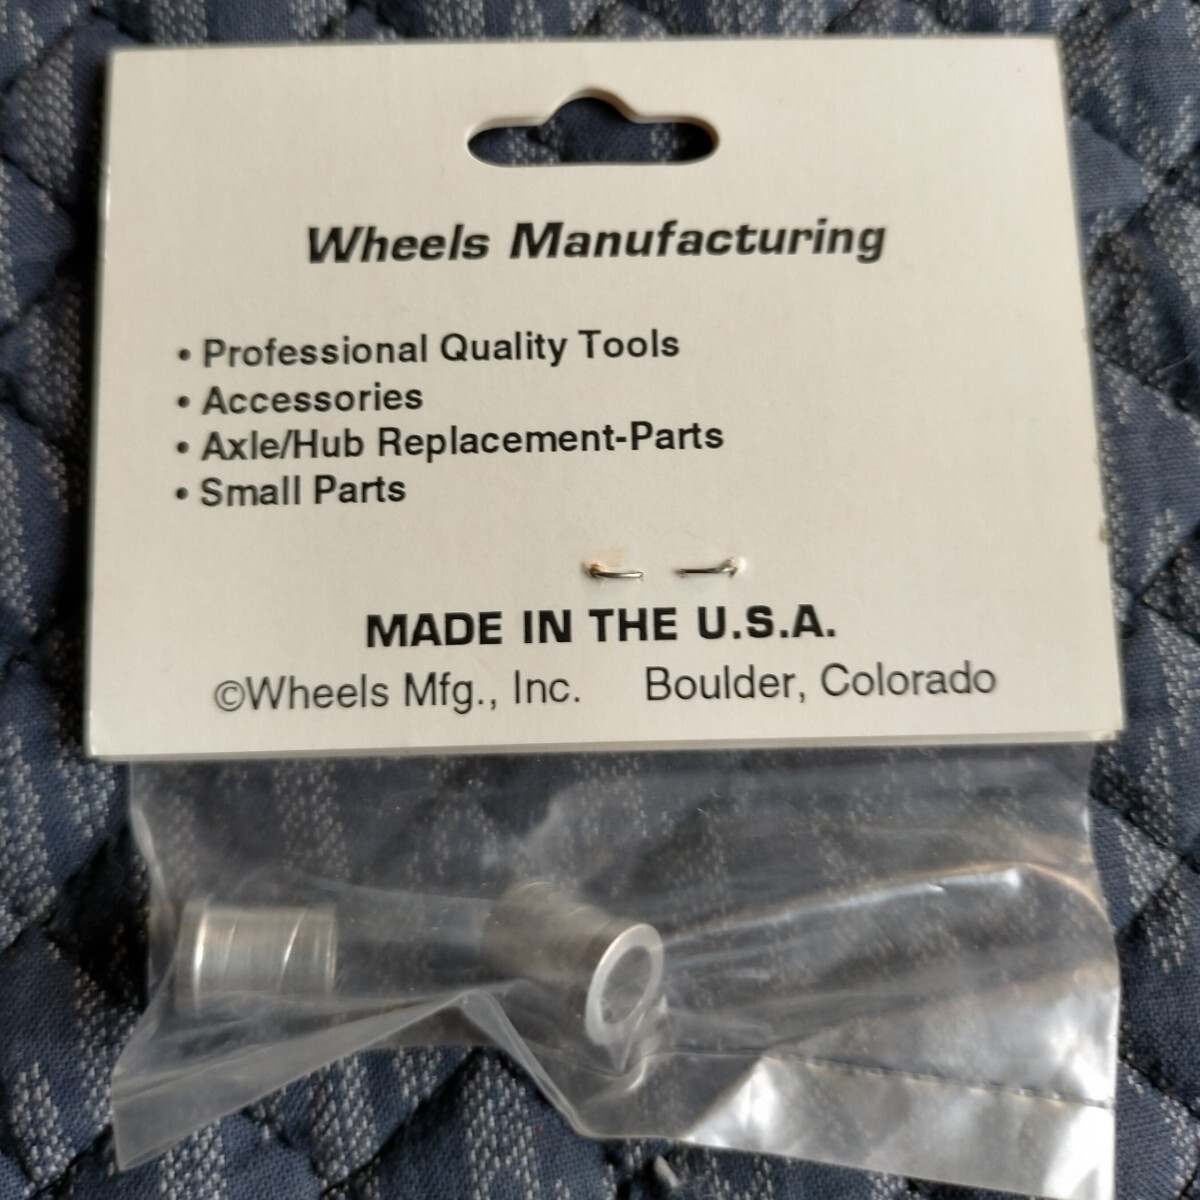 Wheels Manufacturing
• Professional Quality Tools
• Accessories
• Axle/Hub Replacement-Parts
• Small Parts
MADE IN THE U.S.A.
©Wheels Mfg., Inc. Boulder, Colorado